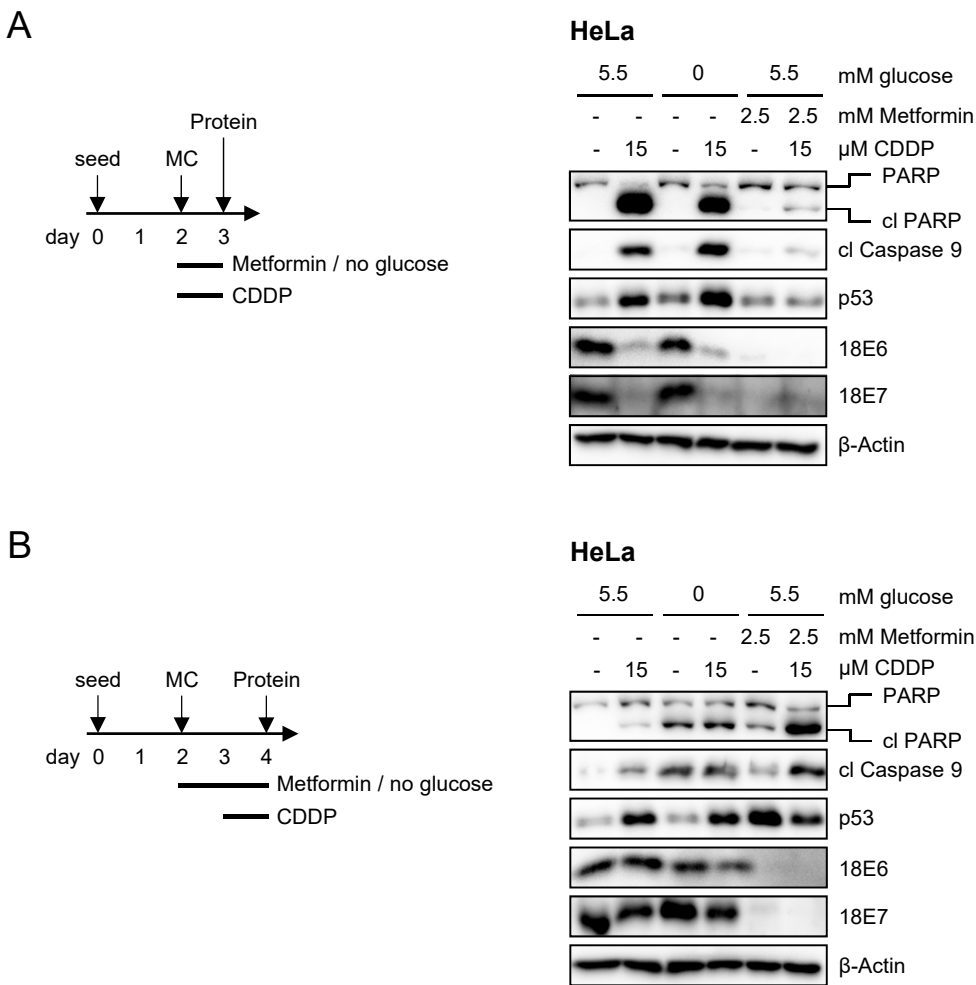 A
HeLa
5.5 0 5.5 mM glucose
- - - - 2.5 2.5 mM Metformin
- 15 - 15 - 15 µM CDDP
Protein
seed MC
day 0 1 2 3
Metformin / no glucose
CDDP
PARP
cl PARP
cl Caspase 9
p53
18E6
18E7
β-Actin
B
HeLa
5.5 0 5.5 mM glucose
- - - - 2.5 2.5 mM Metformin
- 15 - 15 - 15 µM CDDP
seed MC Protein
day 0 1 2 3 4
Metformin / no glucose
CDDP
PARP
cl PARP
cl Caspase 9
p53
18E6
18E7
β-Actin